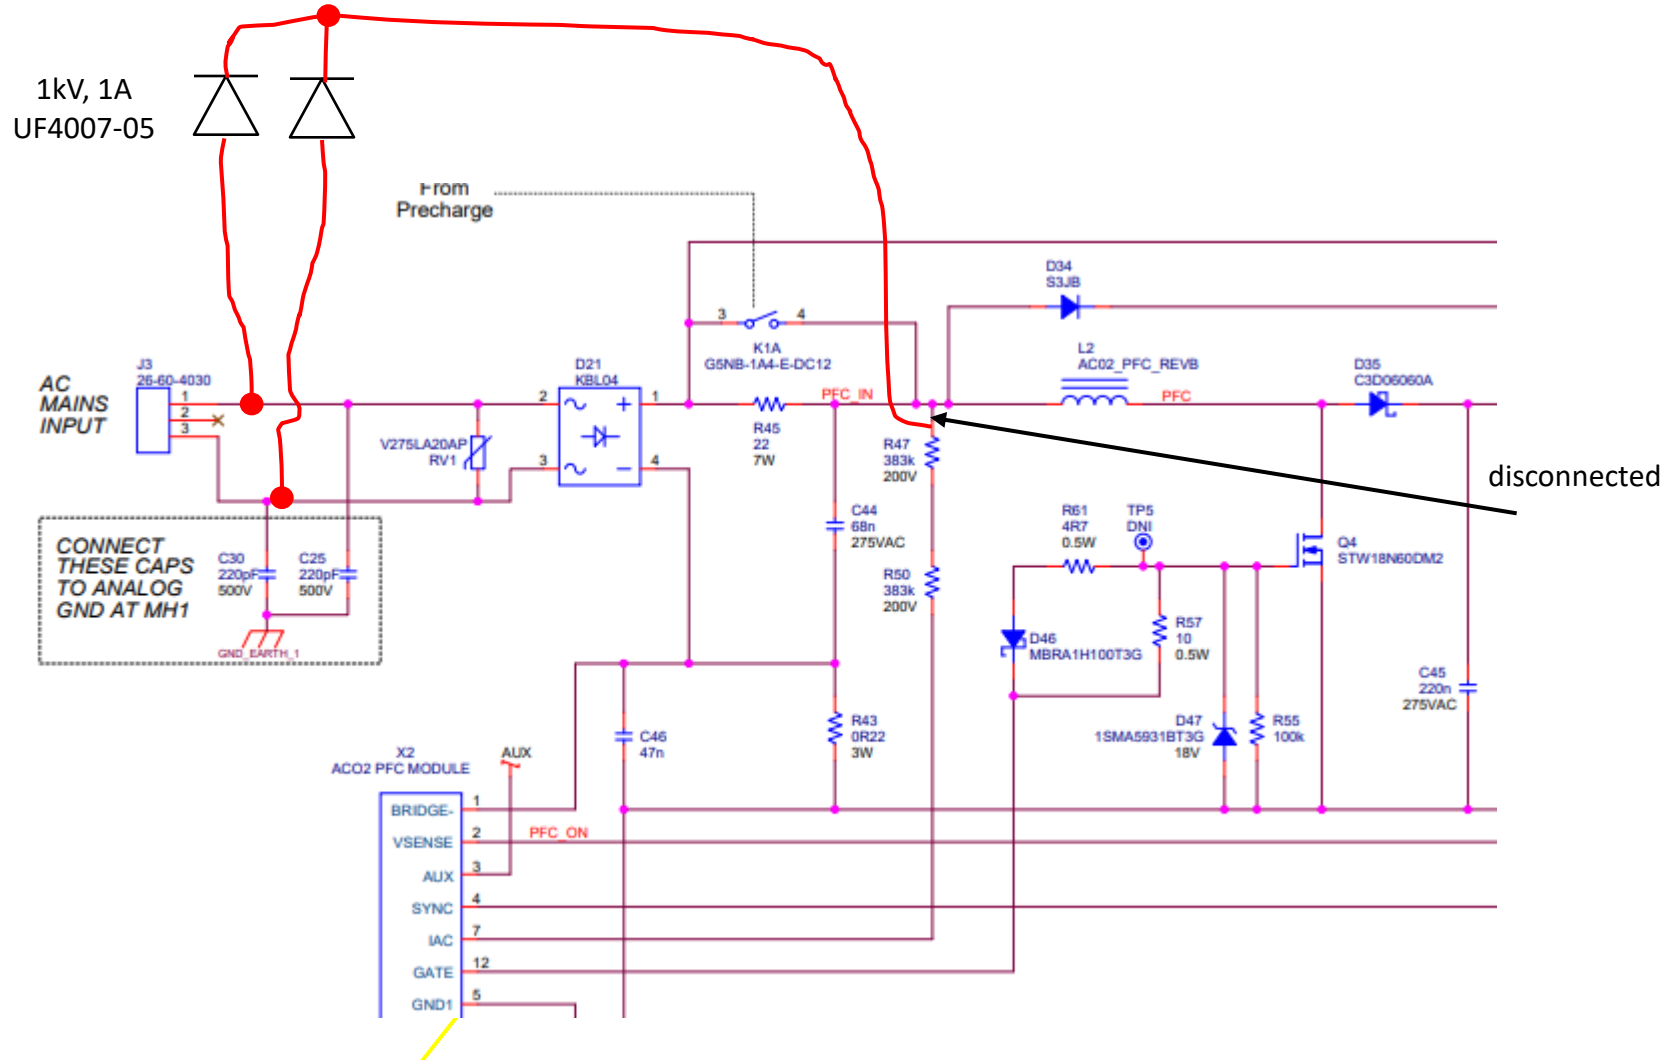 1kV, 1A
UF4007-05
From
Precharge
D34
S3JB
3
4
K1A
G5NB-1A4-E-DC12
L2
AC02_PFC_REVB
D35
C3D06060A
J3
26-60-4030
AC
MAINS
INPUT
1
2
3
D21
KBL04
2
1
3
4
V275LA20AP
RV1
R45
22
7W
PFC_IN
PFC
R47
383k
200V
disconnected
C44
68n
275VAC
R50
383k
200V
R61
4R7
0.5W
TP5
DNI
Q4
STW18N60DM2
CONNECT
THESE CAPS
TO ANALOG
GND AT MH1
C30
220pF
500V
C25
220pF
500V
GND_EARTH_1
D46
MBRA1H100T3G
R57
10
0.5W
C45
220n
275VAC
C46
47n
R43
0R22
3W
D47
1SMA5931BT3G
18V
R55
100k
X2
ACO2 PFC MODULE
AUX
BRIDGE-
1
VSENSE
2
PFC_ON
AUX
3
SYNC
4
IAC
7
GATE
12
GND1
5